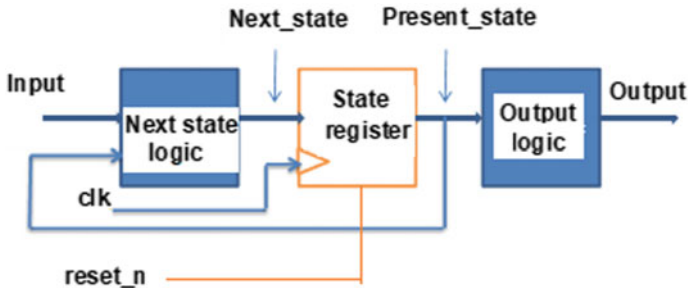 Next_state
Present_state
Input
Next state
logic
State
register
Output
logic
Output
clk
reset_n